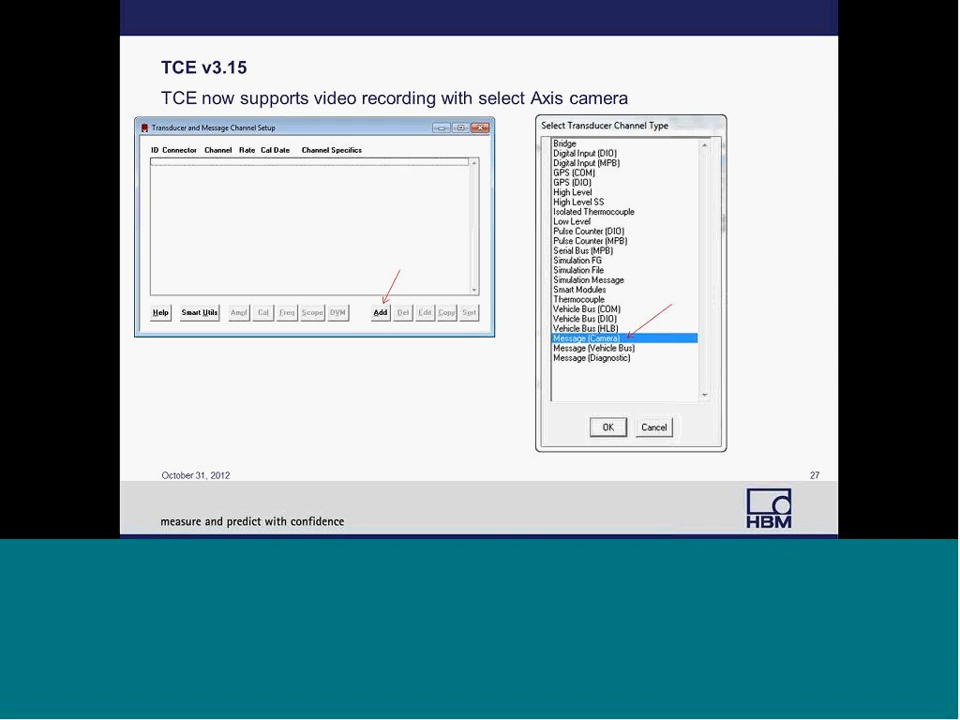 TCE v3.15
TCE now supports video recording with select Axis camera
Transducer and Message Channel Setup
ID Connector Channel Rate Cal Date Channel Specifics
Help Smart Utils Ampl Cal Freq Scope DVM Add Del Edit Copy Sort
Select Transducer Channel Type
Bridge
Digital Input (DIO)
Digital Input (MPB)
GPS (COM)
GPS (DIO)
High Level
High Level SS
Isolated Thermocouple
Low Level
Pulse Counter (DIO)
Pulse Counter (MPB)
Serial Bus (MPB)
Simulation FG
Simulation File
Simulation Message
Smart Modules
Thermocouple
Vehicle Bus (COM)
Vehicle Bus (DIO)
Vehicle Bus (HLB)
Message (Camera)
Message (Vehicle Bus)
Message (Diagnostic)
OK Cancel
October 31, 2012 27
measure and predict with confidence
HBM